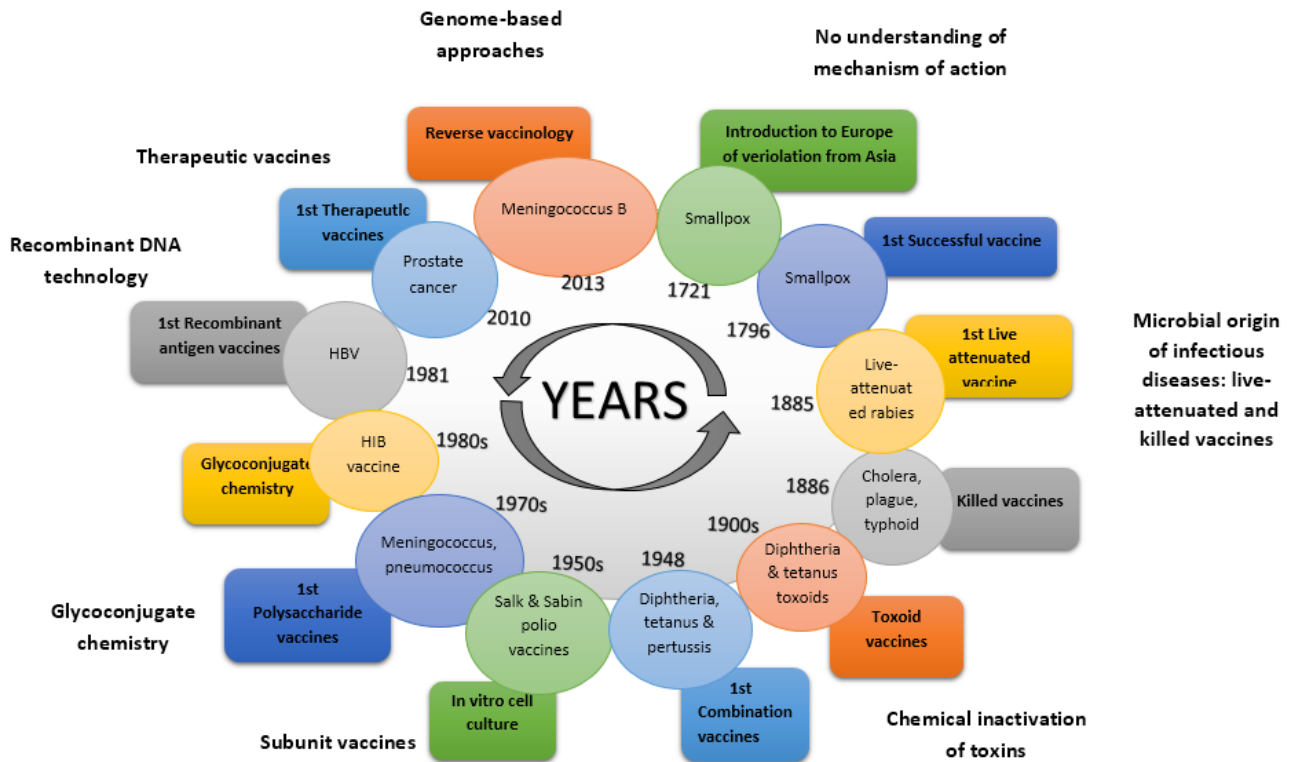 Genome-based
approaches
No understanding of
mechanism of action
Reverse vaccinology
Introduction to Europe
of veriolation from Asia
Therapeutic vaccines
Meningococcus B
Smallpox
1st Therapeutic
vaccines
1st Successful vaccine
Recombinant DNA
technology
Prostate
cancer
Smallpox
2013
1721
2010
1796
1st Recombinant
antigen vaccines
HBV
1981
YEARS
1885
Live-
attenuat
ed rabies
1st Live
attenuated
vaccine
Microbial origin
of infectious
diseases: live-
attenuated and
killed vaccines
HIB
vaccine
1980s
Glycoconjugate
chemistry
1886
Cholera,
plague,
typhoid
Killed vaccines
1970s
1900s
Meningococcus,
pneumococcus
1950s
1948
Diphtheria
& tetanus
toxoids
1st
Polysaccharide
vaccines
Glycoconjugate
chemistry
Salk & Sabin
polio
vaccines
Diphtheria,
tetanus &
pertussis
Toxoid
vaccines
In vitro cell
culture
1st
Combination
vaccines
Subunit vaccines
Chemical inactivation
of toxins